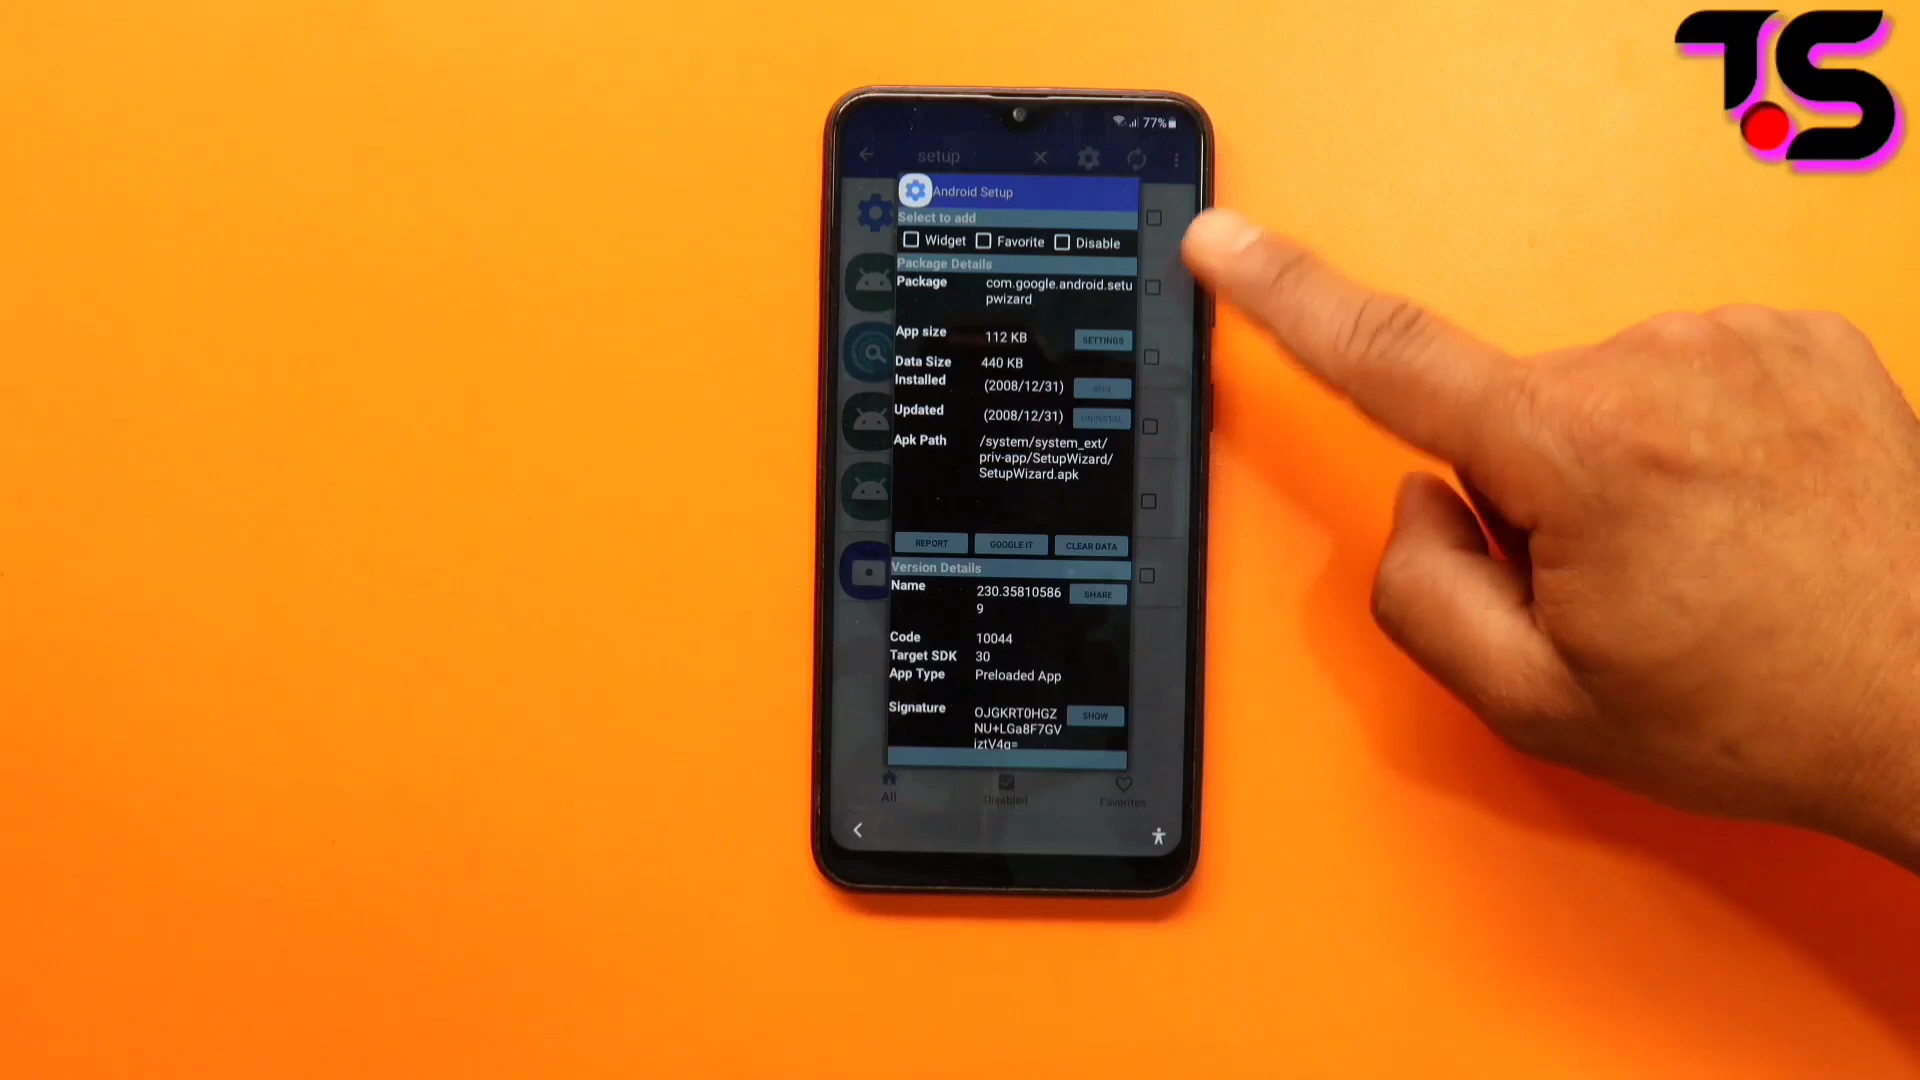 T.S
77%
setup
Android Setup
Select to add
Widget Favorite Disable
Package Details
Package com.google.android.setu
pwizard
App size 112 KB SETTINGS
Data Size 440 KB
Installed (2008/12/31)
Updated (2008/12/31) UNINSTAL
Apk Path /system/system_ext/
priv-app/SetupWizard/
SetupWizard.apk
REPORT GOOGLE IT CLEAR DATA
Version Details
Name 230.35810586 SHARE
9
Code 10044
Target SDK 30
App Type Preloaded App
Signature OJGKRT0HGZ SHOW
NU+LGa8F7GV
iztV4g=
All Disabled Favorites